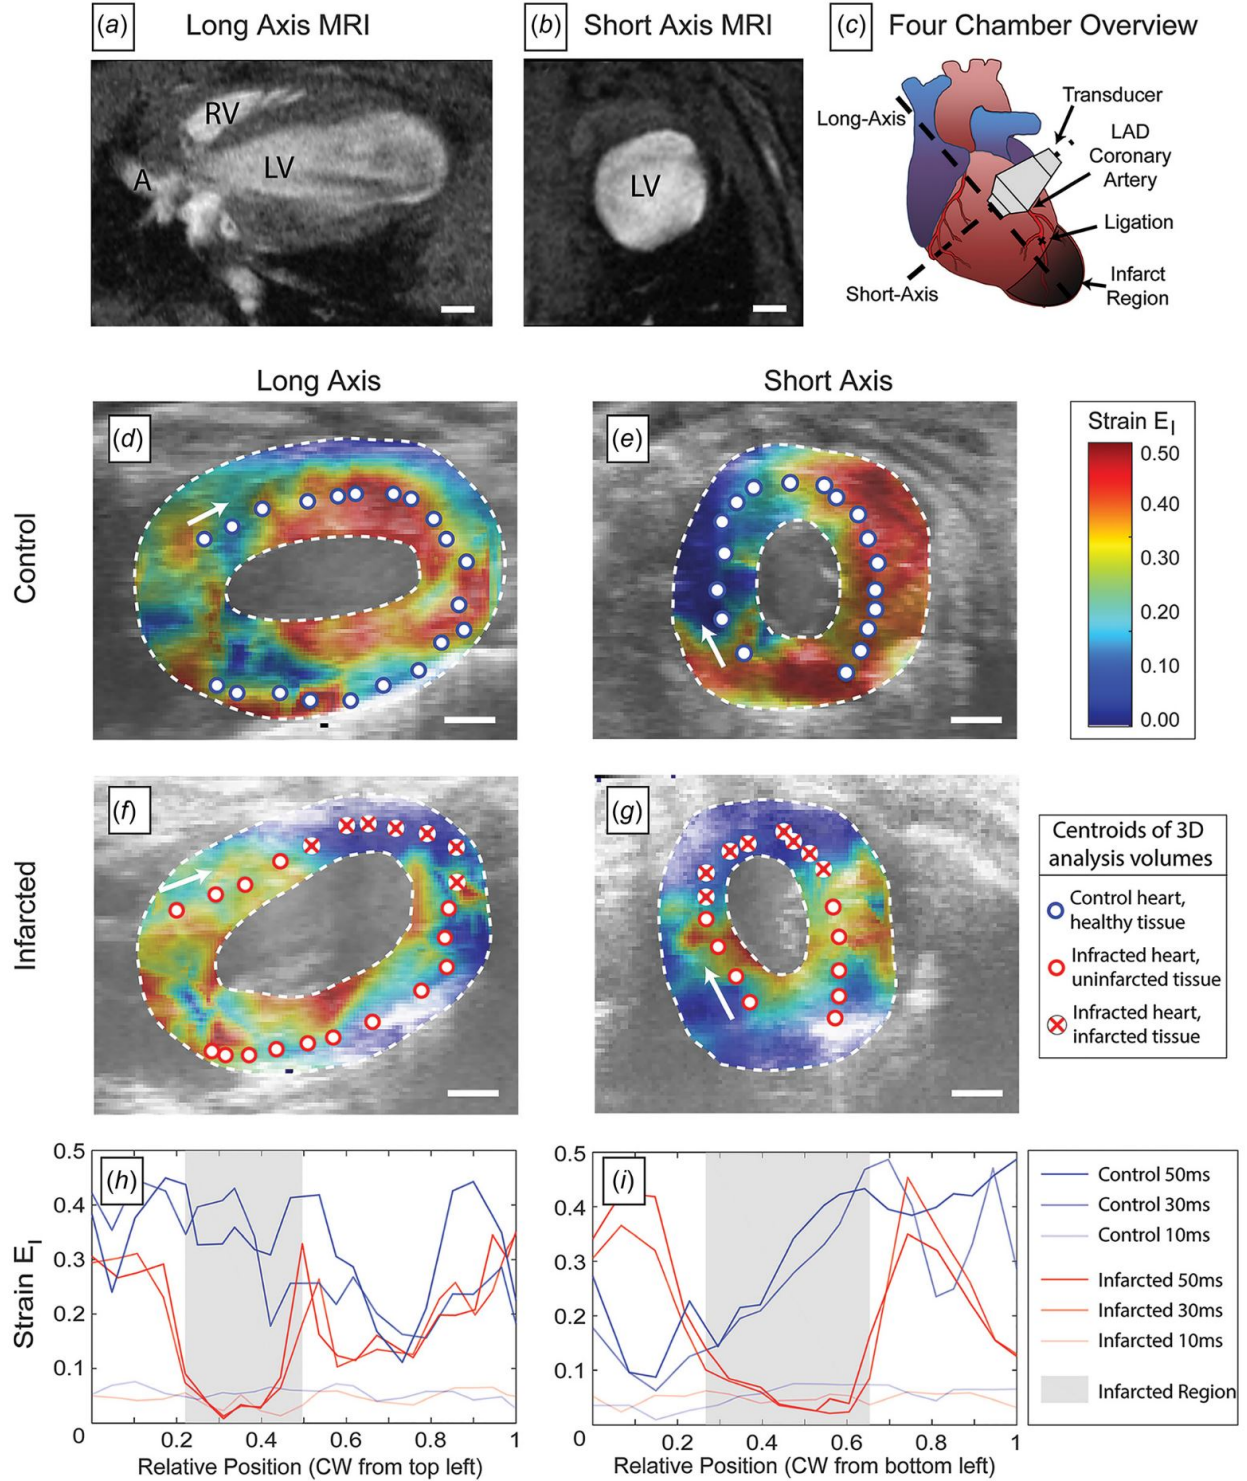 (a) Long Axis MRI
(b) Short Axis MRI
(c) Four Chamber Overview
RV
LV
A
LV
Long-Axis
Short-Axis
Transducer
LAD
Coronary
Artery
Ligation
Infarct
Region
Long Axis
Short Axis
Control
(d)
(e)
Strain EI
0.50
0.40
0.30
0.20
0.10
0.00
Infarcted
(f)
(g)
Centroids of 3D
analysis volumes
Control heart,
healthy tissue
Infracted heart,
uninfarcted tissue
Infracted heart,
infarcted tissue
Strain EI
(h)
0.5
0.4
0.3
0.2
0.1
0
0.2 0.4 0.6 0.8 1
Relative Position (CW from top left)
(i)
0.5
0.4
0.3
0.2
0.1
0
0.2 0.4 0.6 0.8 1
Relative Position (CW from bottom left)
Control 50ms
Control 30ms
Control 10ms
Infarcted 50ms
Infarcted 30ms
Infarcted 10ms
Infarcted Region